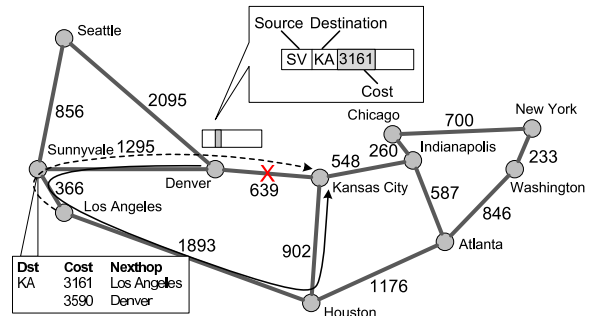 Source Destination
SV KA 3161
Cost
Seattle
856
2095
Chicago
700
New York
Sunnyvale 1295
548
260
Indianapolis
233
366
Denver
639
Kansas City
587
Washington
Los Angeles
846
1893
902
Atlanta
1176
Houston
Dst Cost Nexthop
KA 3161 Los Angeles
3590 Denver